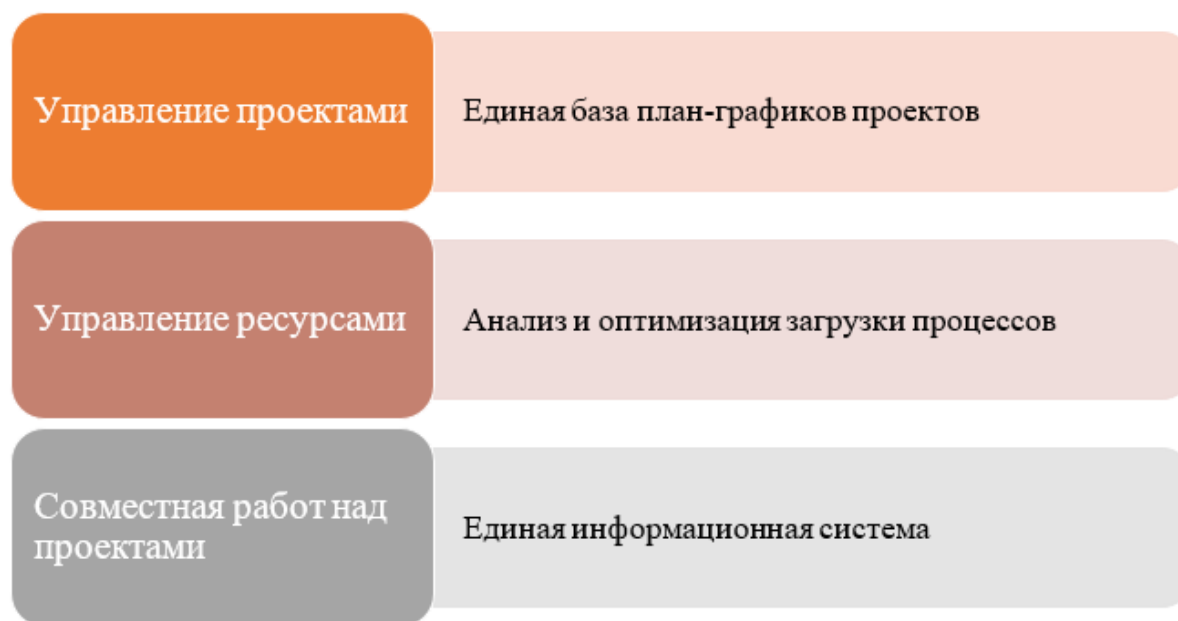 Управление проектами
Единая база план-графиков проектов
Управление ресурсами
Анализ и оптимизация загрузки процессов
Совместная работ над
проектами
Единая информационная система